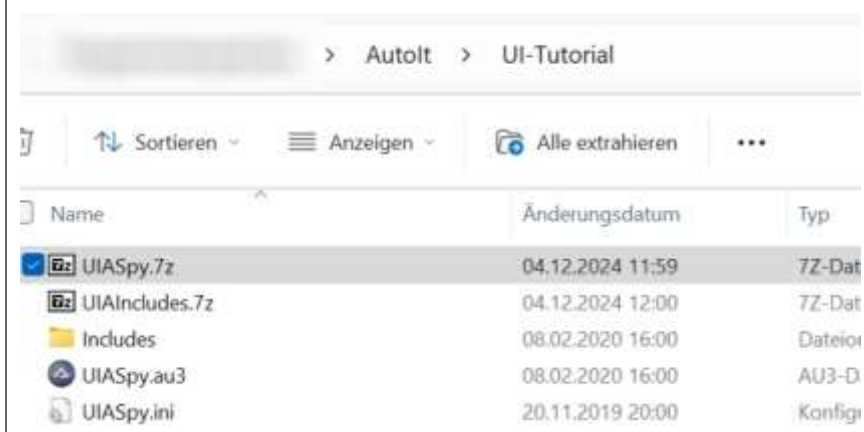 > AutoIt > UI-Tutorial
Sortieren Anzeigen Alle extrahieren •••
Name Änderungsdatum Typ
UIASpy.7z 04.12.2024 11:59 7Z-Dat
UIAIncludes.7z 04.12.2024 12:00 7Z-Dat
Includes 08.02.2020 16:00 Dateior
UIASpy.au3 08.02.2020 16:00 AU3-D
UIASpy.ini 20.11.2019 20:00 Konfigu